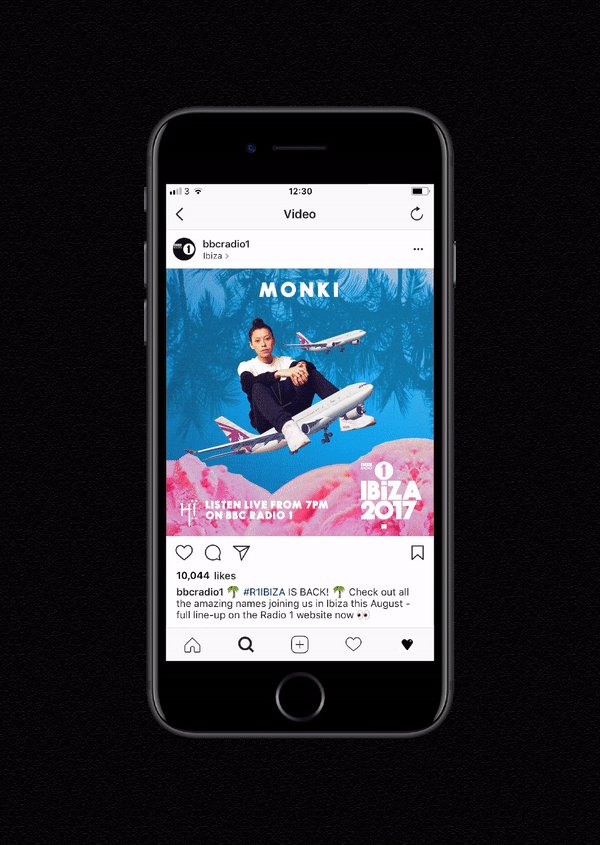 3 12:30
Video
bbcradio1
Ibiza >
MONKI
BBC
RADIO
1
IBIZA
2017
Hï
LISTEN LIVE FROM 7PM
ON BBC RADIO 1
10,044 likes
bbcradio1 🌴 #R1IBIZA IS BACK! 🌴 Check out all
the amazing names joining us in Ibiza this August -
full line-up on the Radio 1 website now 👀